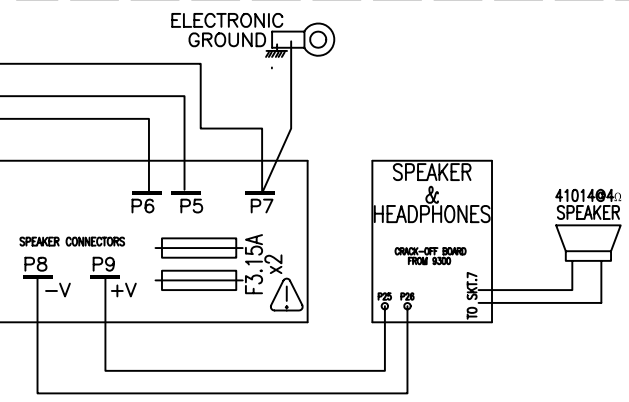 ELECTRONIC
GROUND
P6
P5
P7
SPEAKER CONNECTORS
P8
P9
-V
+V
F3.15A
x2
SPEAKER
&
HEADPHONES
CRACK-OFF BOARD
FROM 9300
P25
P26
TO SKT.7
4Ω
SPEAKER